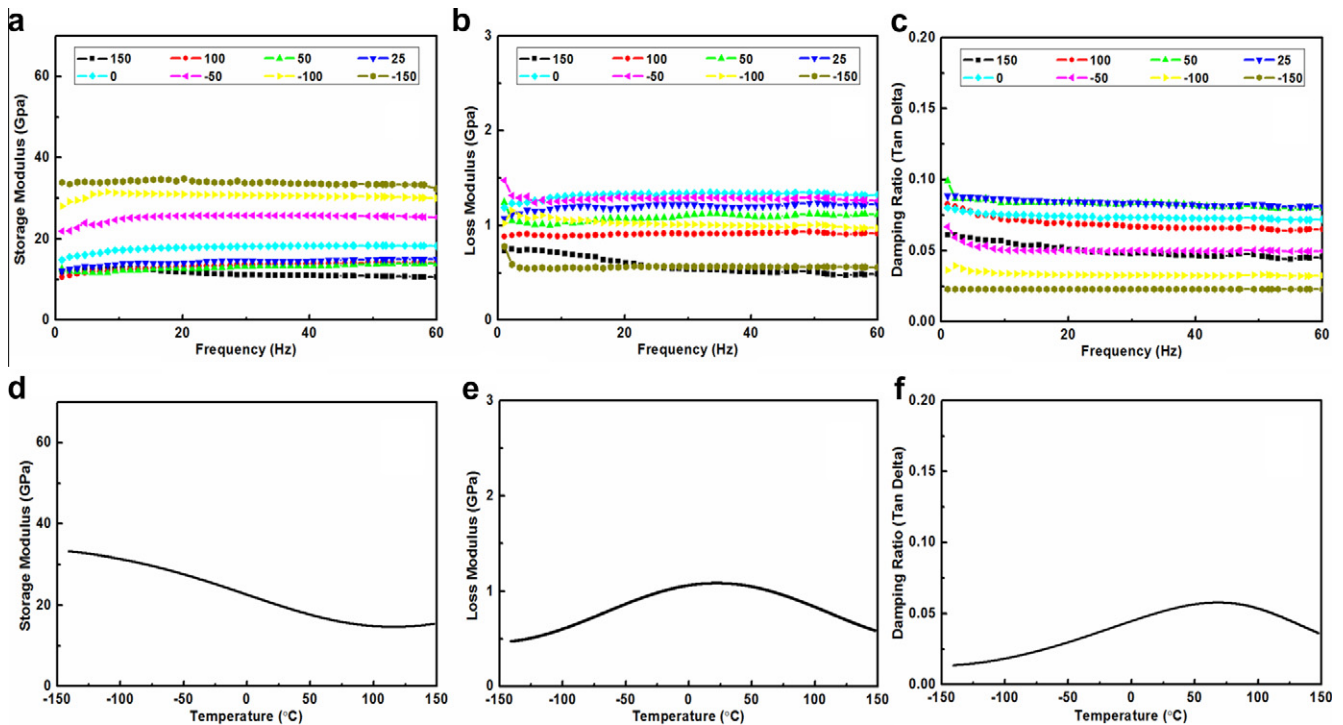 a
Storage Modulus (Gpa)
60
40
20
0
150 100 50 25
0 -50 -100 -150
0 20 40 60
Frequency (Hz)
b
Loss Modulus (Gpa)
3
2
1
0
150 100 50 25
0 -50 -100 -150
0 20 40 60
Frequency (Hz)
c
Damping Ratio (Tan Delta)
0.20
0.15
0.10
0.05
0.00
150 100 50 25
0 -50 -100 -150
0 20 40 60
Frequency (Hz)
d
Storage Modulus (GPa)
60
40
20
0
-150 -100 -50 0 50 100 150
Temperature (°C)
e
Loss Modulus (GPa)
3
2
1
0
-150 -100 -50 0 50 100 150
Temperature (°C)
f
Damping Ratio (Tan Delta)
0.20
0.15
0.10
0.05
0.00
-150 -100 -50 0 50 100 150
Temperature (°C)